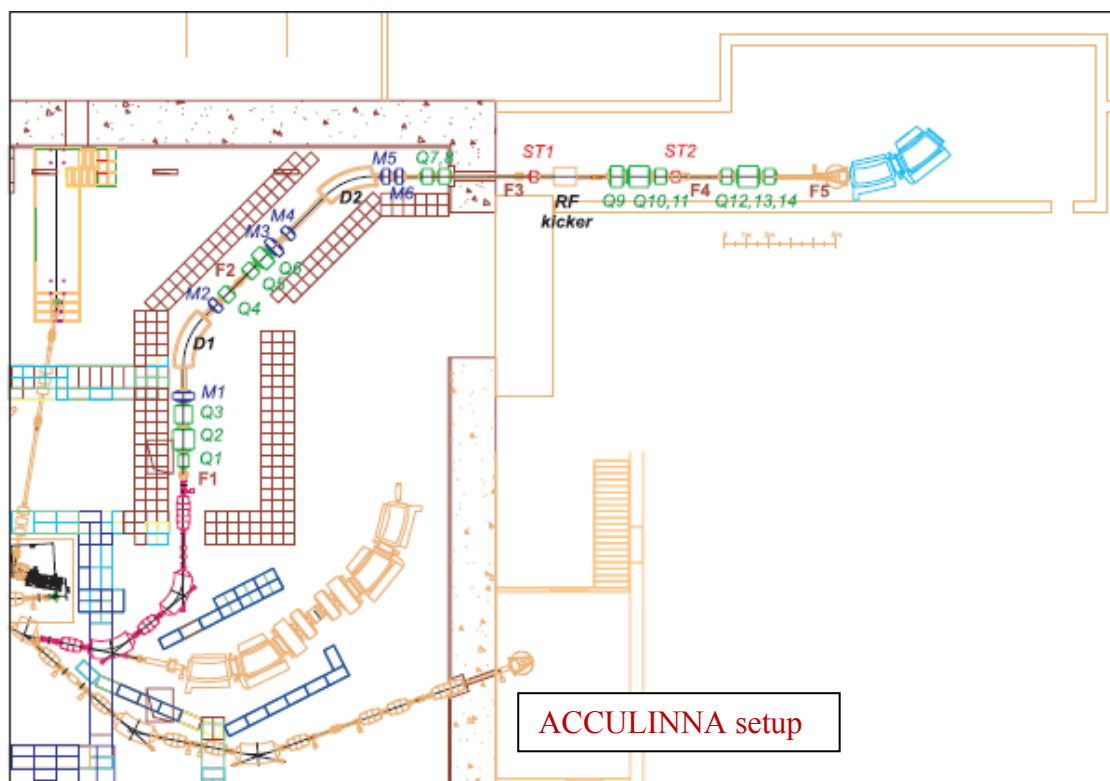 M5
Q7,8
M6
ST1
F3
RF
kicker
Q9
Q10,11
ST2
F4
Q12,13,14
F5
D2
M4
M3
Q6
Q5
F2
Q4
M2
D1
M1
Q3
Q2
Q1
F1
ACCULINNA setup